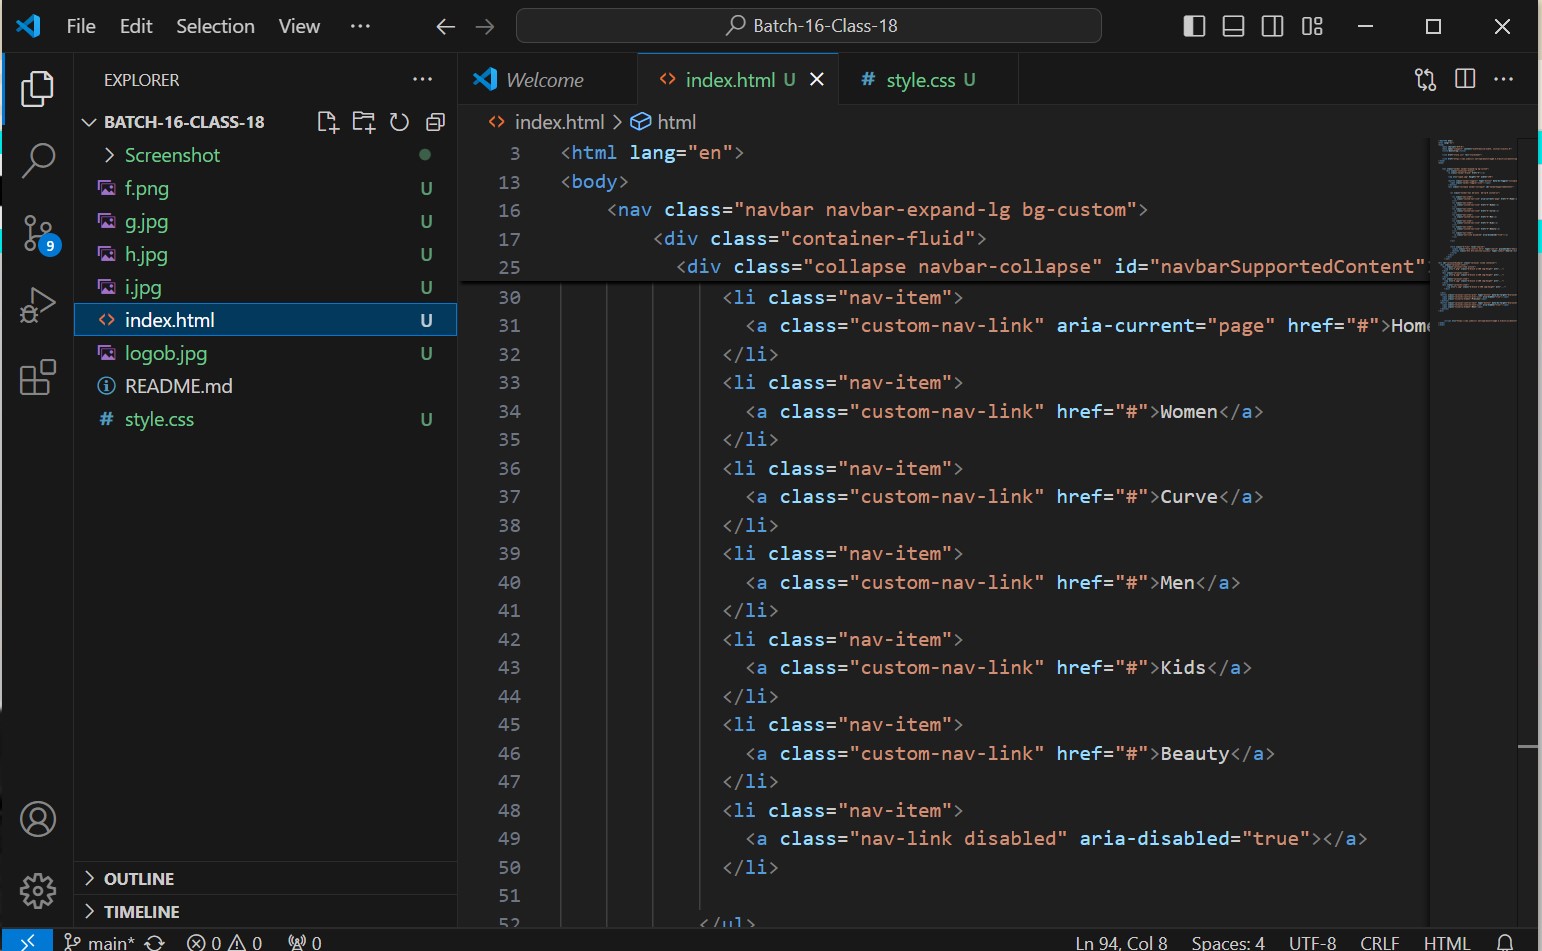 File Edit Selection View ··· Batch-16-Class-18
EXPLORER ···
BATCH-16-CLASS-18
Screenshot
f.png U
g.jpg U
h.jpg U
i.jpg U
index.html U
logob.jpg U
README.md
style.css U
OUTLINE
TIMELINE
9
Welcome
index.html U
style.css U
index.html > html
3 <html lang="en">
13 <body>
16 <nav class="navbar navbar-expand-lg bg-custom">
17 <div class="container-fluid">
25 <div class="collapse navbar-collapse" id="navbarSupportedContent"
30 <li class="nav-item">
31 <a class="custom-nav-link" aria-current="page" href="#">Home
32 </li>
33 <li class="nav-item">
34 <a class="custom-nav-link" href="#">Women</a>
35 </li>
36 <li class="nav-item">
37 <a class="custom-nav-link" href="#">Curve</a>
38 </li>
39 <li class="nav-item">
40 <a class="custom-nav-link" href="#">Men</a>
41 </li>
42 <li class="nav-item">
43 <a class="custom-nav-link" href="#">Kids</a>
44 </li>
45 <li class="nav-item">
46 <a class="custom-nav-link" href="#">Beauty</a>
47 </li>
48 <li class="nav-item">
49 <a class="nav-link disabled" aria-disabled="true"></a>
50 </li>
51
52 </ul>
main* 0 0 0 Ln 94, Col 8 Spaces: 4 UTF-8 CRLF HTML